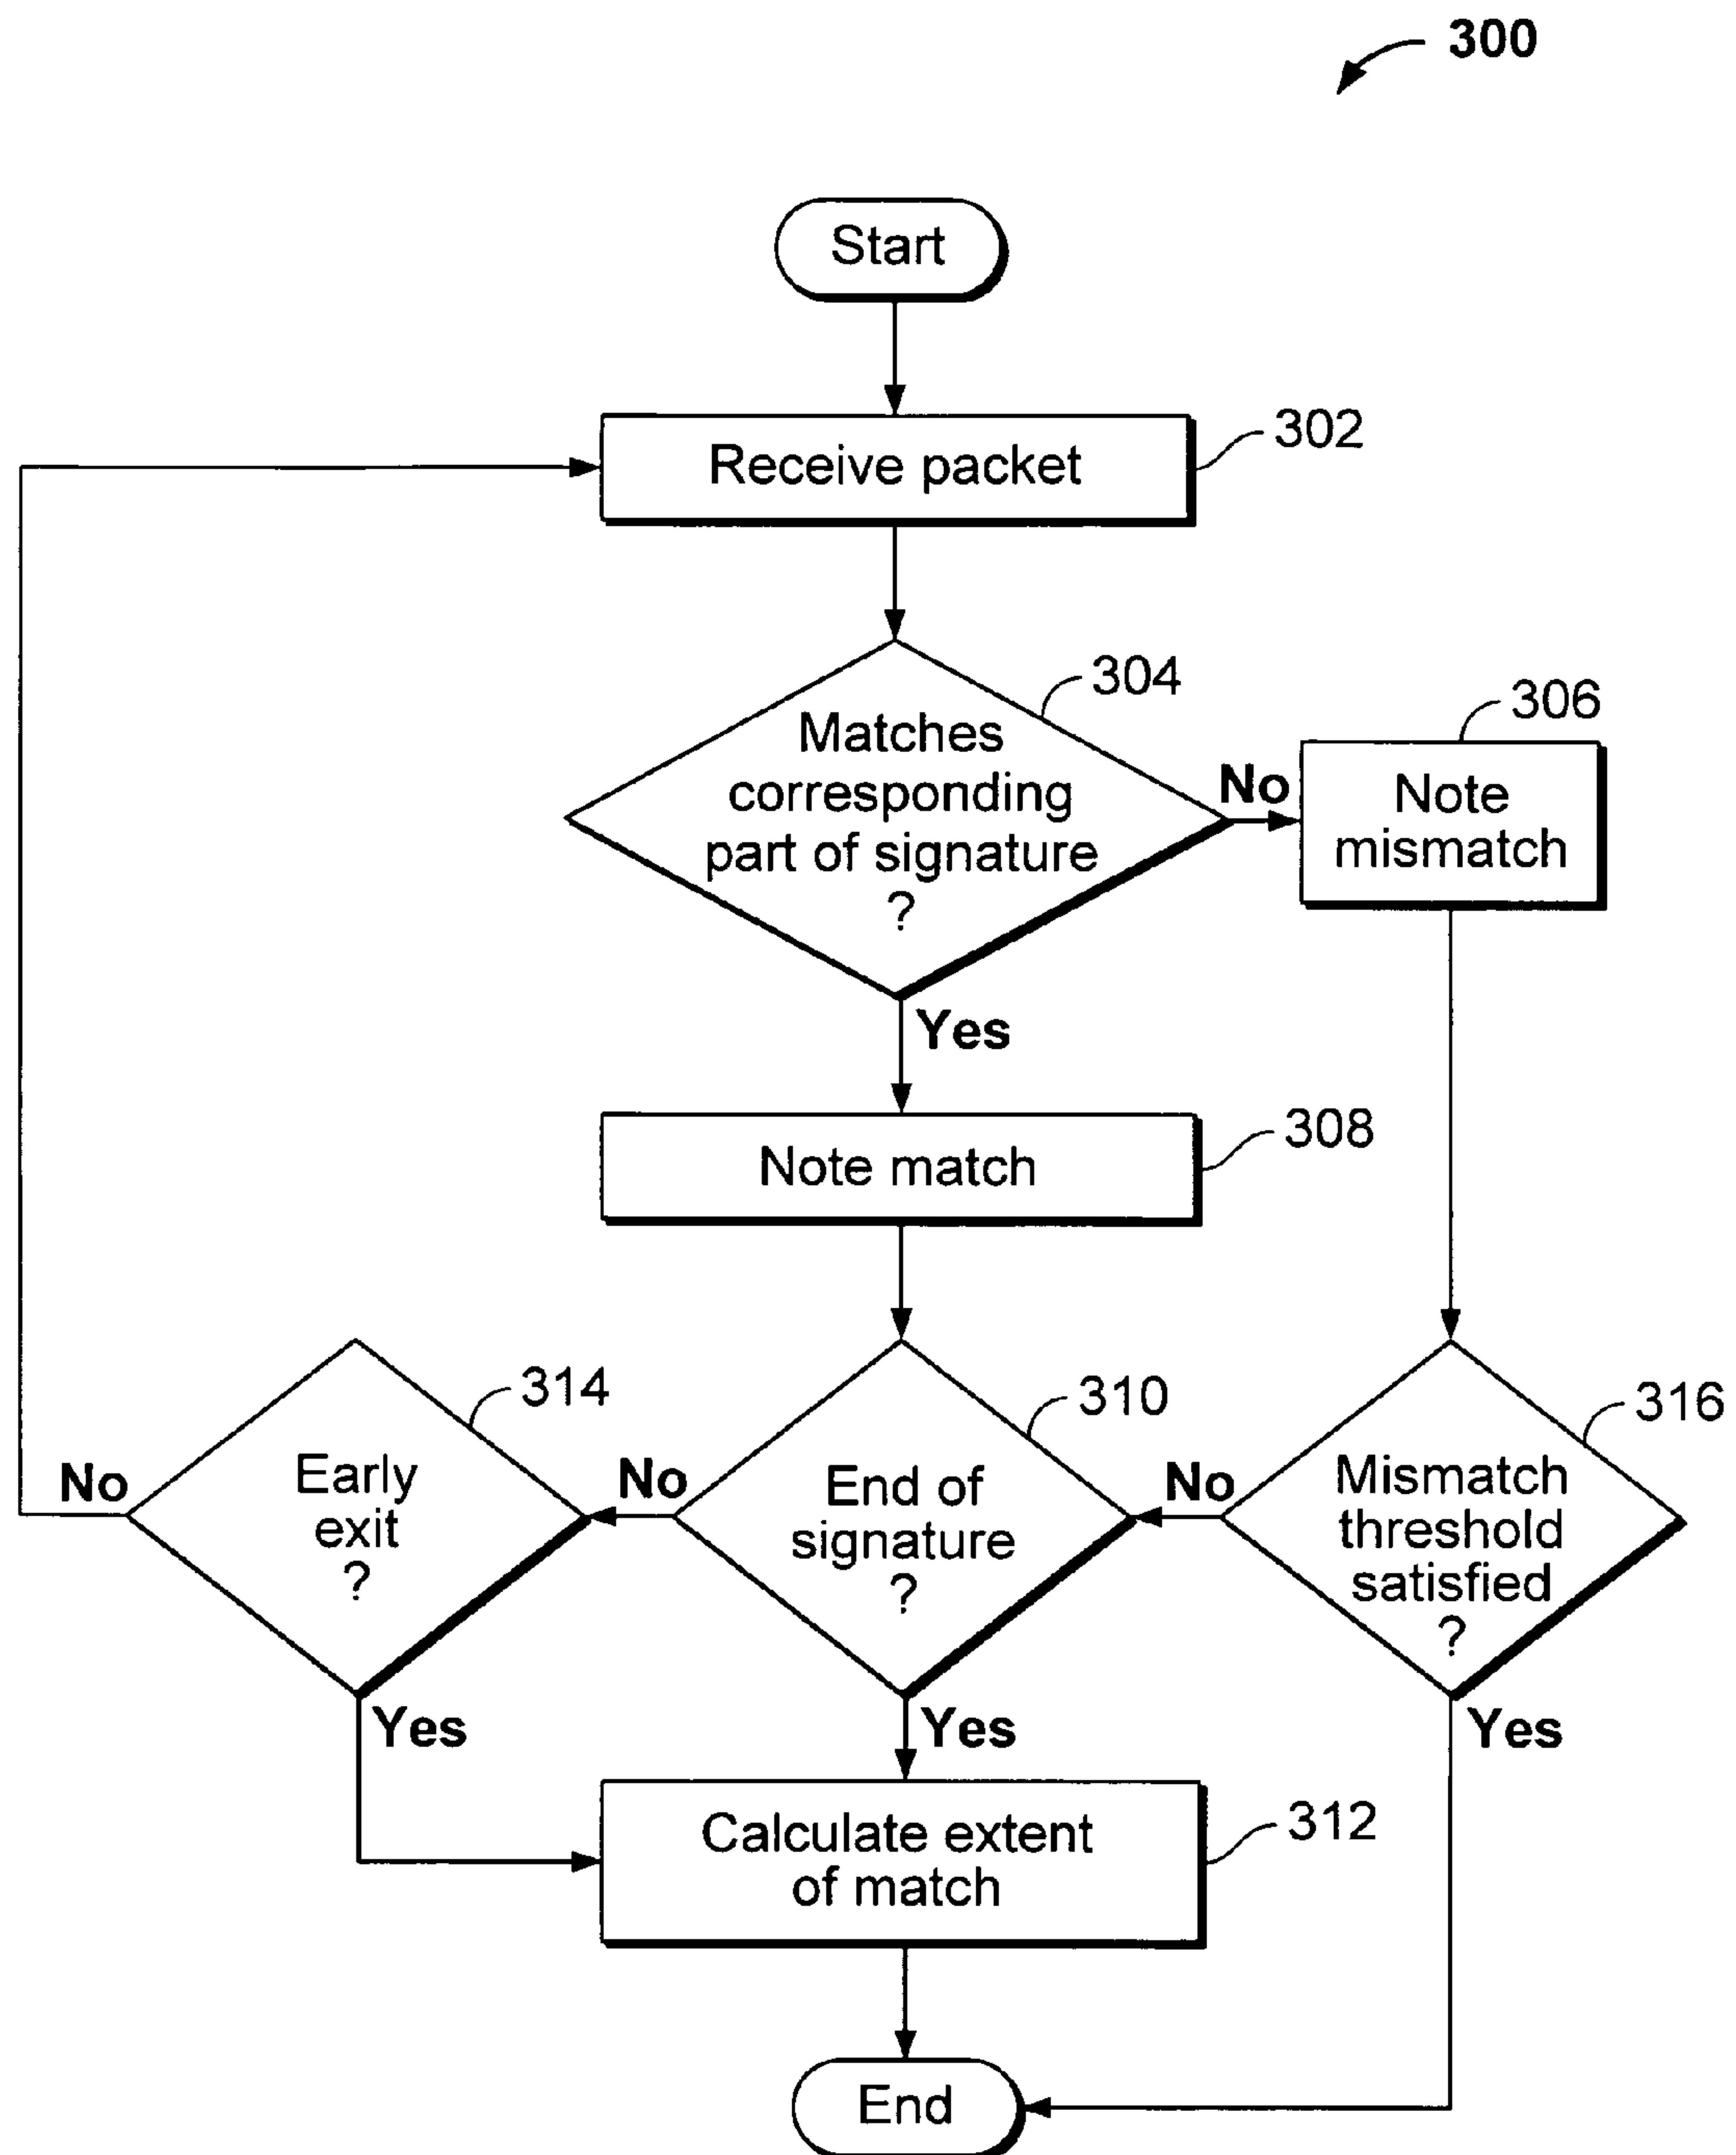 300
Start
Receive packet
302
304
Matches
corresponding
part of signature
?
No
306
Note
mismatch
Yes
Note match
308
314
Early
exit
?
No
310
End of
signature
?
No
316
Mismatch
threshold
satisfied
?
No
Yes
Yes
Yes
Calculate extent
of match
312
End